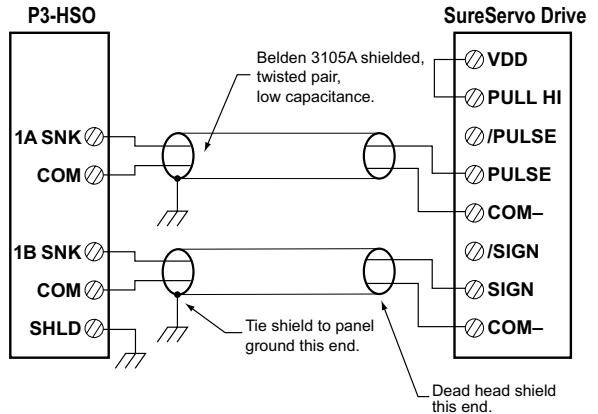 P3-HSO
SureServo Drive
Belden 3105A shielded,
twisted pair,
low capacitance.
VDD
PULL HI
1A SNK
/PULSE
COM
PULSE
COM–
1B SNK
/SIGN
COM
SIGN
SHLD
COM–
Tie shield to panel
ground this end.
Dead head shield
this end.